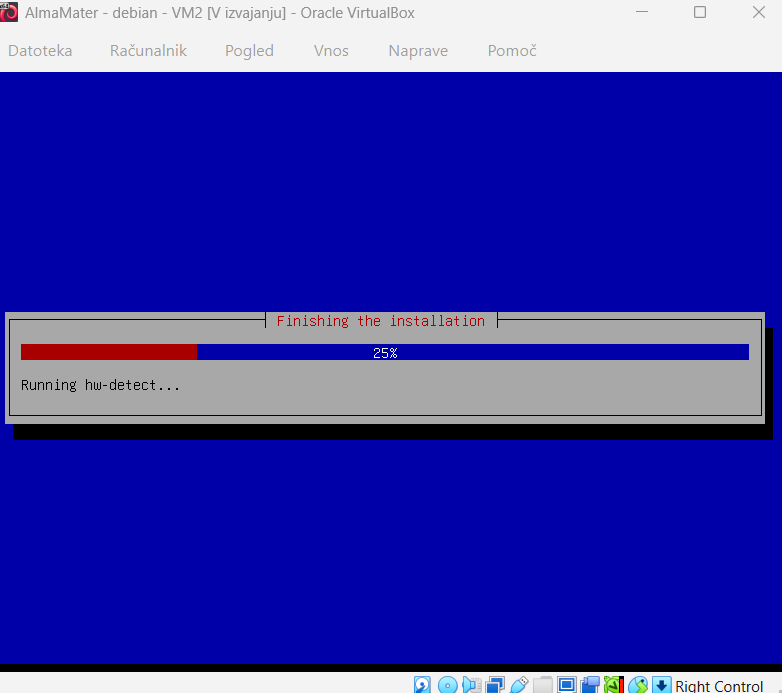 AlmaMater - debian - VM2 [V izvajanju] - Oracle VirtualBox
Datoteka Računalnik Pogled Vnos Naprave Pomoč
Finishing the installation
25%
Running hw-detect...
Right Control